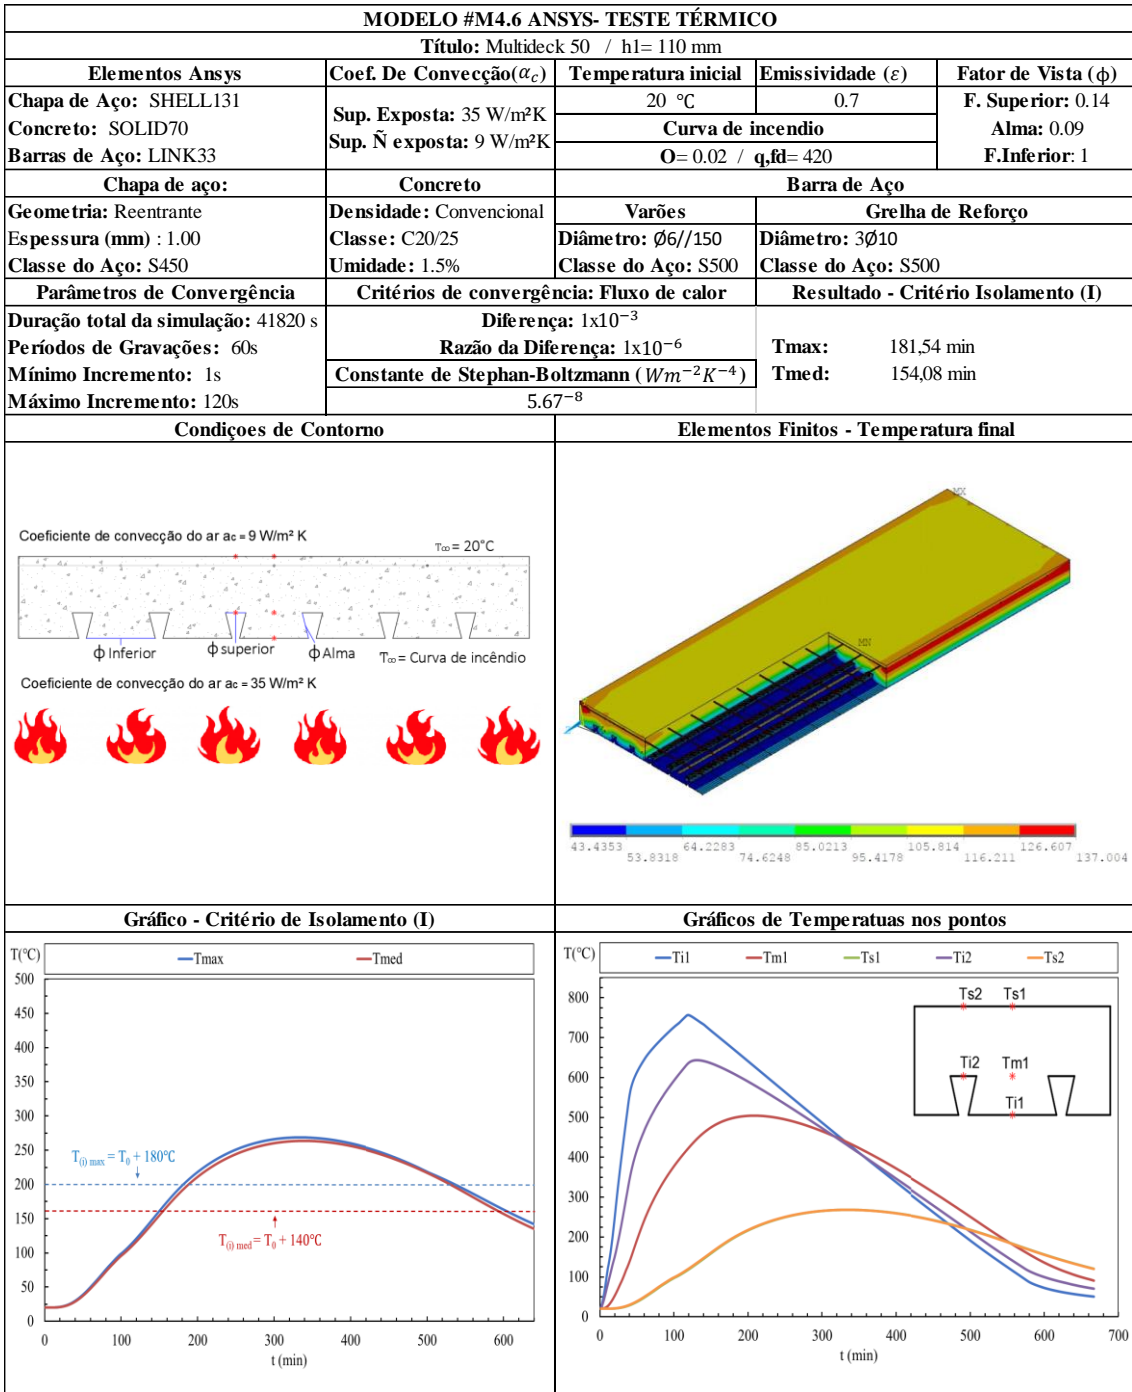 MODELO #M4.6 ANSYS- TESTE TÉRMICO
Título: Multideck 50 / h1= 110 mm
Elementos Ansys
Coef. De Convecção(α𝑐)
Temperatura inicial
Emissividade (ε)
Fator de Vista (ϕ)
Chapa de Aço: SHELL131
Concreto: SOLID70
Barras de Aço: LINK33
Sup. Exposta: 35 W/m²K
Sup. Ñ exposta: 9 W/m²K
20 °C
0.7
Curva de incendio
O= 0.02 / q,fd= 420
F. Superior: 0.14
Alma: 0.09
F.Inferior: 1
Chapa de aço:
Concreto
Barra de Aço
Geometria: Reentrante
Espessura (mm) : 1.00
Classe do Aço: S450
Densidade: Convencional
Classe: C20/25
Umidade: 1.5%
Varões
Diâmetro: Ø6//150
Classe do Aço: S500
Grelha de Reforço
Diâmetro: 3Ø10
Classe do Aço: S500
Parâmetros de Convergência
Critérios de convergência: Fluxo de calor
Resultado - Critério Isolamento (I)
Duração total da simulação: 41820 s
Períodos de Gravações: 60s
Mínimo Incremento: 1s
Máximo Incremento: 120s
Diferença: 1x10⁻³
Razão da Diferença: 1x10⁻⁶
Constante de Stephan-Boltzmann (Wm⁻²K⁻⁴)
5.67⁻⁸
Tmax: 181,54 min
Tmed: 154,08 min
Condiçoes de Contorno
Elementos Finitos - Temperatura final
Coeficiente de convecção do ar ac = 9 W/m² K
T∞ = 20°C
ϕ Inferior
ϕ superior
ϕ Alma
T∞ = Curva de incêndio
Coeficiente de convecção do ar ac = 35 W/m² K
MX
MN
43.4353
64.2283
85.0213
105.814
126.607
53.8318
74.6248
95.4178
116.211
137.004
Gráfico - Critério de Isolamento (I)
Gráficos de Temperatuas nos pontos
T(°C)
Tmax
Tmed
500
450
400
350
300
250
200
150
100
50
0
T(i) max = T0 + 180°C
T(i) med = T0 + 140°C
0
100
200
300
400
500
600
t (min)
T(°C)
Ti1
Tm1
Ts1
Ti2
Ts2
800
700
600
500
400
300
200
100
0
Ts2
Ts1
Ti2
Tm1
Ti1
0
100
200
300
400
500
600
700
t (min)